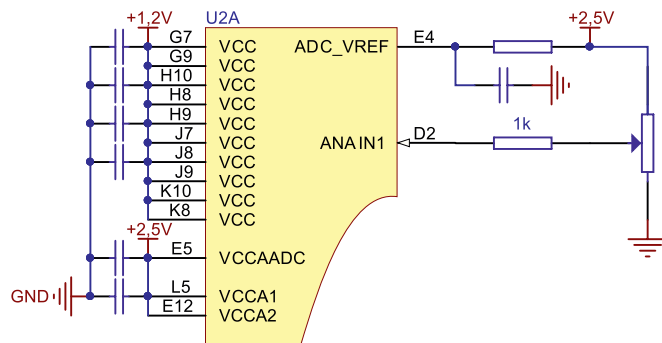 U2A
+1,2V
+2,5V
G7 VCC ADC_VREF E4
G9 VCC
H10 VCC
H8 VCC
H9 VCC
1k
J7 VCC ANAIN1 D2
J8 VCC
J9 VCC
K10 VCC
K8 VCC
+2,5V
E5 VCCAADC
GND
L5 VCCA1
E12 VCCA2